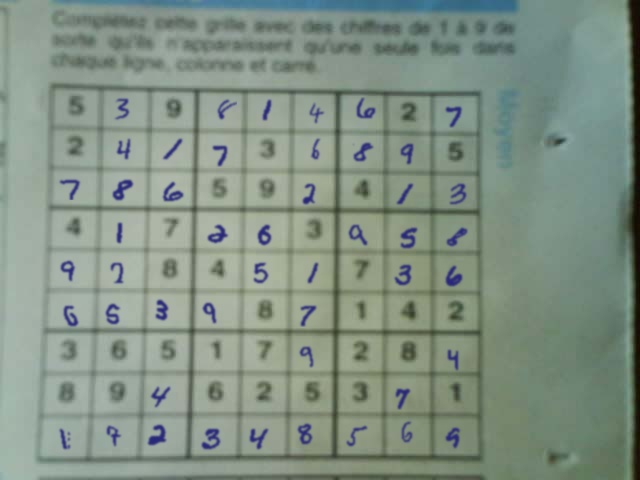 Complétez cette grille avec des chiffres de 1 à 9 de
sorte qu'ils n'apparaissent qu'une seule fois dans
chaque ligne, colonne et carré.
Moyen
5 3 9 8 1 4 6 2 7
2 4 1 7 3 6 8 9 5
7 8 6 5 9 2 4 1 3
4 1 7 2 6 3 9 5 8
9 2 8 4 5 1 7 3 6
6 5 3 9 8 7 1 4 2
3 6 5 1 7 9 2 8 4
8 9 4 6 2 5 3 7 1
1 7 2 3 4 8 5 6 9